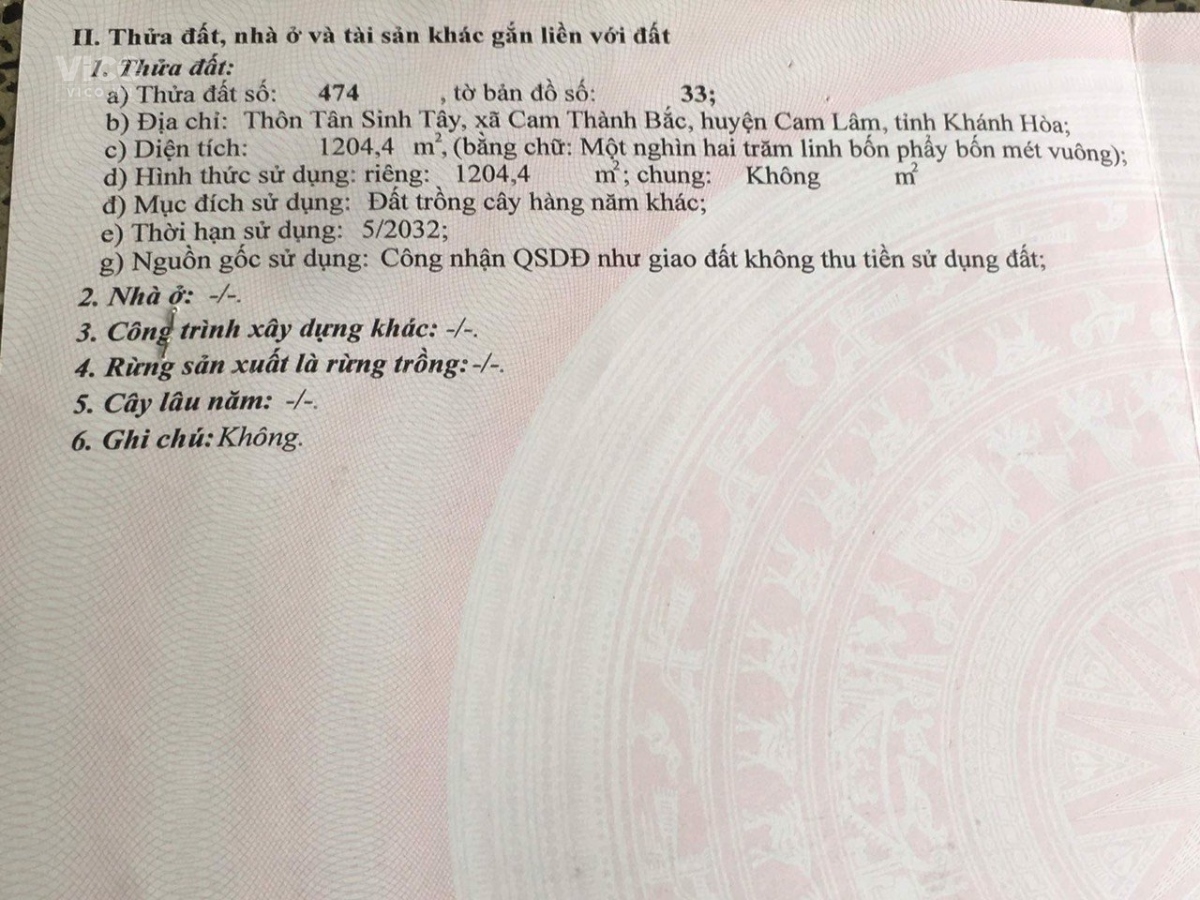 II. Thửa đất, nhà ở và tài sản khác gắn liền với đất
1. Thửa đất:
a) Thửa đất số: 474 , tờ bản đồ số: 33;
b) Địa chỉ: Thôn Tân Sinh Tây, xã Cam Thành Bắc, huyện Cam Lâm, tỉnh Khánh Hòa;
c) Diện tích: 1204,4 m², (bằng chữ: Một nghìn hai trăm linh bốn phẩy bốn mét vuông);
d) Hình thức sử dụng: riêng: 1204,4 m²; chung: Không m²
đ) Mục đích sử dụng: Đất trồng cây hàng năm khác;
e) Thời hạn sử dụng: 5/2032;
g) Nguồn gốc sử dụng: Công nhận QSDĐ như giao đất không thu tiền sử dụng đất;
2. Nhà ở: -/-.
3. Công trình xây dựng khác: -/-.
4. Rừng sản xuất là rừng trồng: -/-.
5. Cây lâu năm: -/-.
6. Ghi chú: Không.